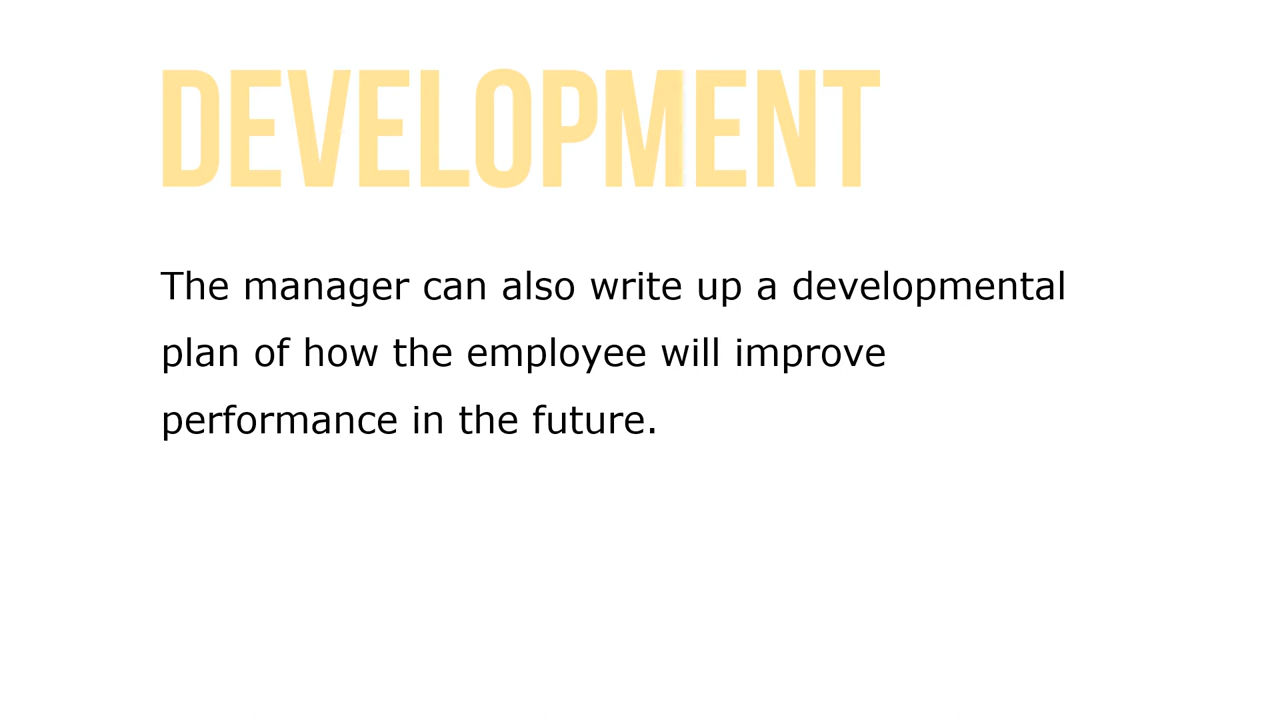 DEVELOPMENT
The manager can also write up a developmental
plan of how the employee will improve
performance in the future.